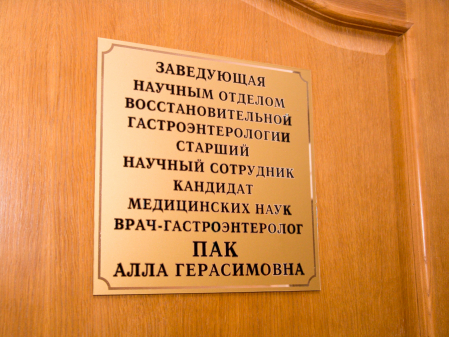 ЗАВЕДУЮЩАЯ
НАУЧНЫМ ОТДЕЛОМ
ВОССТАНОВИТЕЛЬНОЙ
ГАСТРОЭНТЕРОЛОГИИ
СТАРШИЙ
НАУЧНЫЙ СОТРУДНИК
КАНДИДАТ
МЕДИЦИНСКИХ НАУК
ВРАЧ-ГАСТРОЭНТЕРОЛОГ
ПАК
АЛЛА ГЕРАСИМОВНА